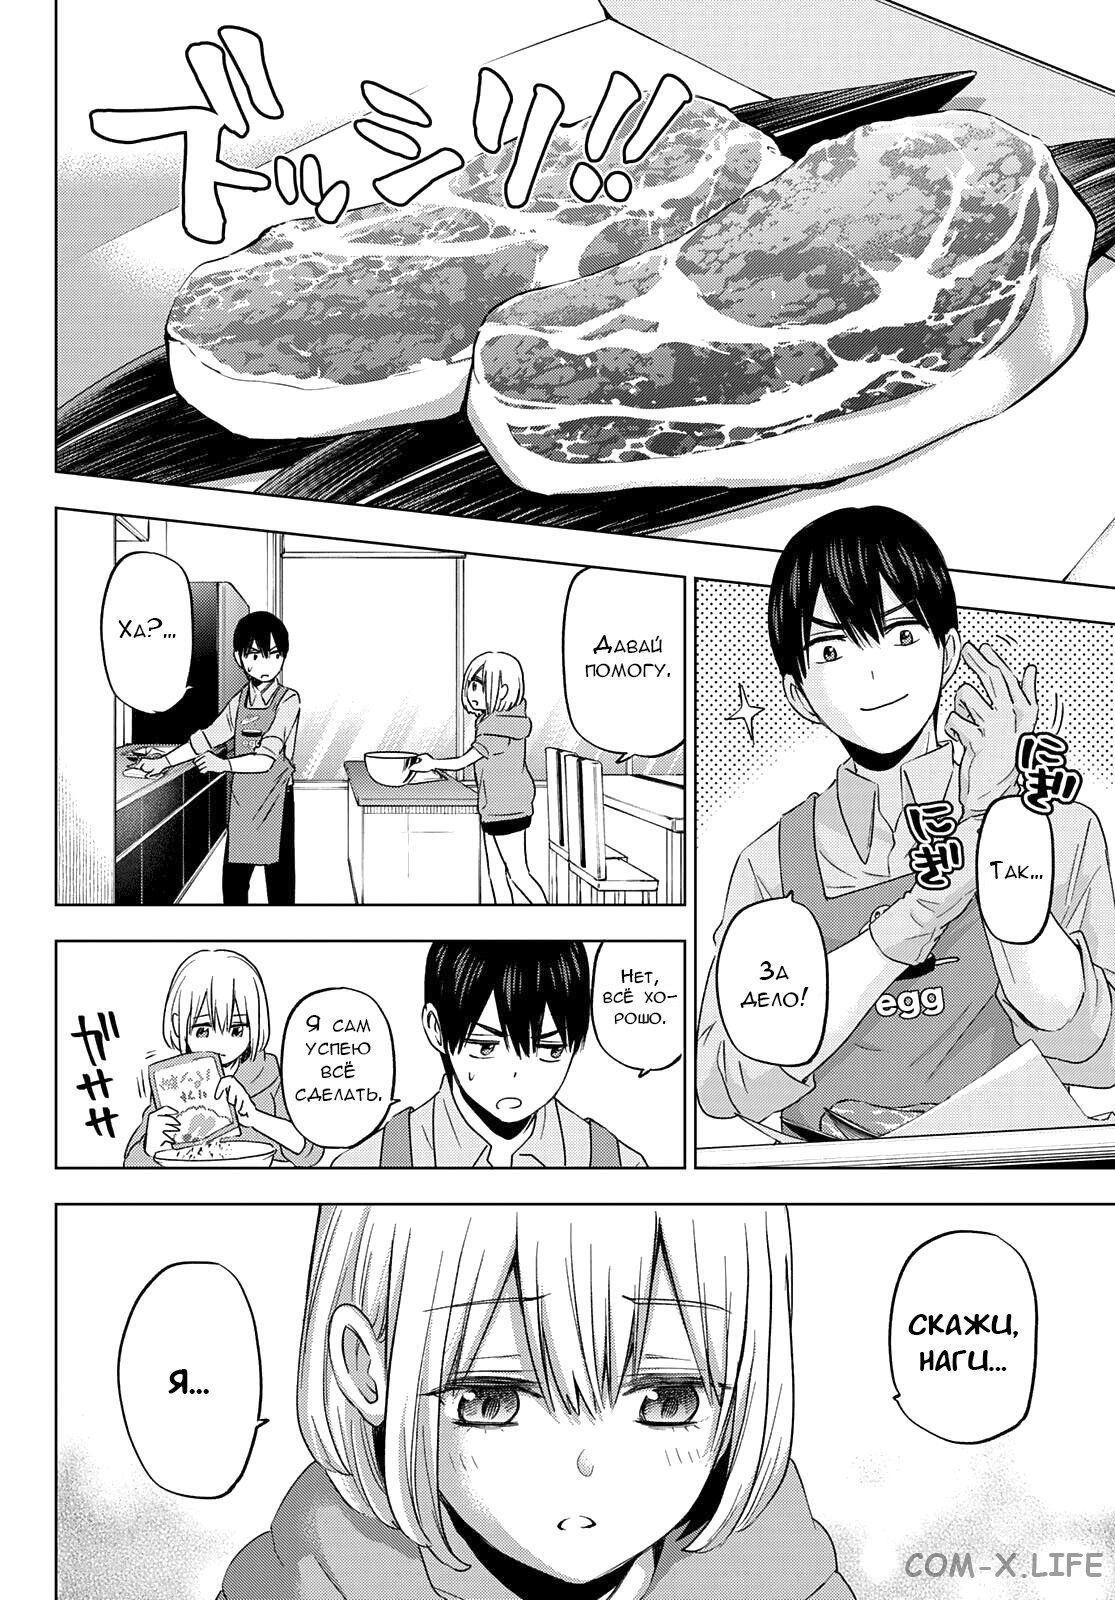 ズドッシリ!!
Так...
За
дело!
にぎ
にぎ
egg
Давай
помогу.
Ха?...
Нет,
всё хо-
рошо.
Я сам
успею
всё
сделать.
ガサササ
Скажи,
Наги...
Я...
COM-X.LIFE